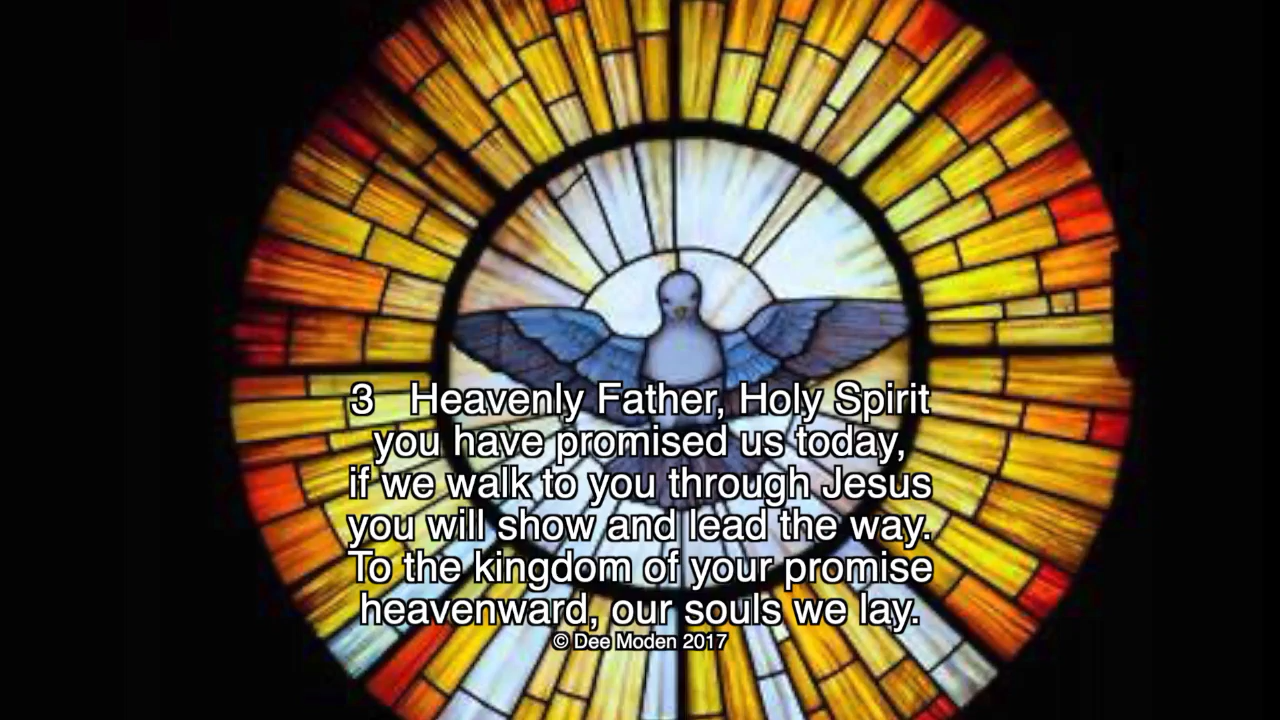 3 Heavenly Father, Holy Spirit
you have promised us today,
if we walk to you through Jesus
you will show and lead the way.
To the kingdom of your promise
heavenward, our souls we lay.
© Dee Moden 2017